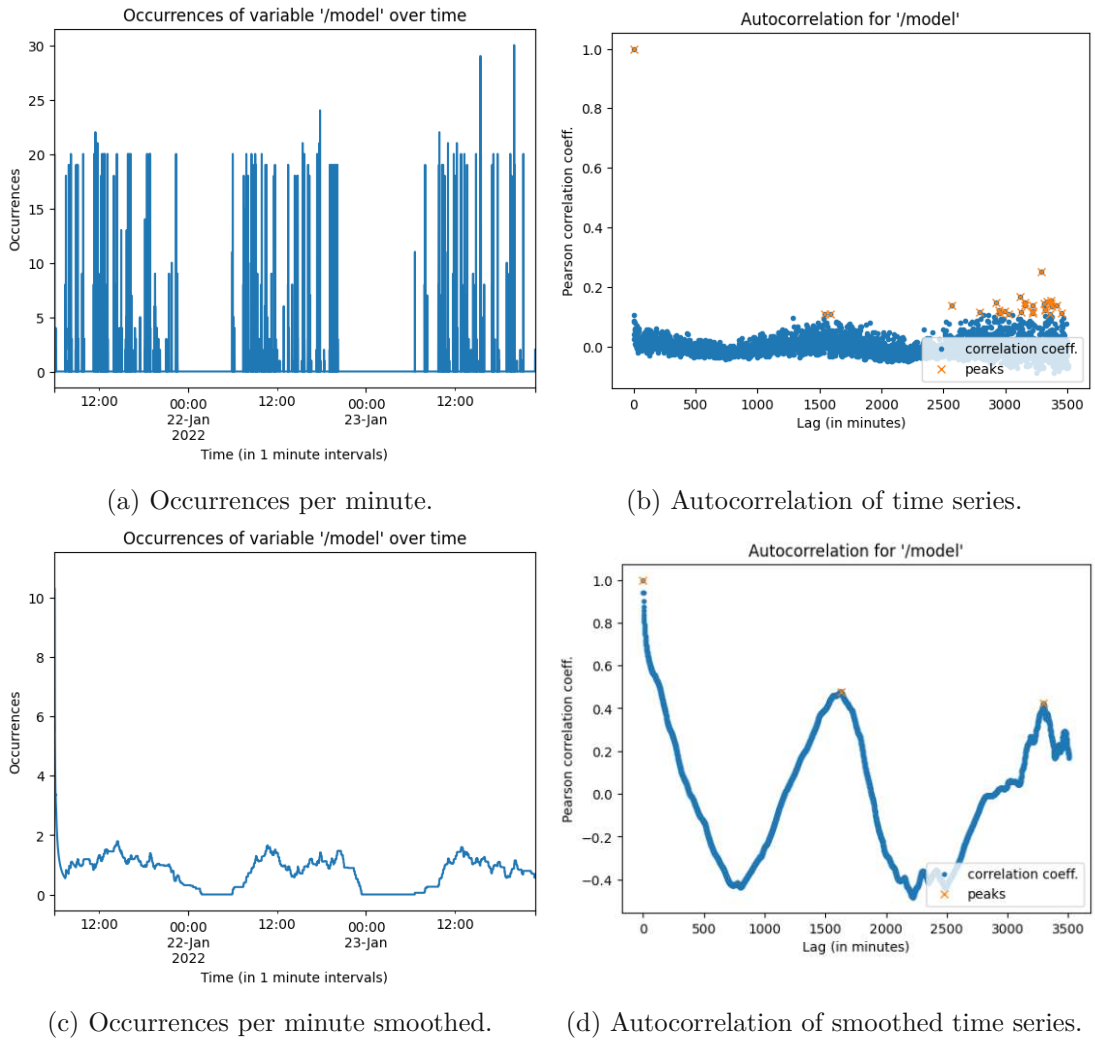 Occurrences of variable '/model' over time
30
25
20
15
10
5
0
Occurrences
12:00
00:00
22-Jan
2022
12:00
00:00
23-Jan
12:00
Time (in 1 minute intervals)
(a) Occurrences per minute.
Autocorrelation for '/model'
1.0
0.8
0.6
0.4
0.2
0.0
Pearson correlation coeff.
correlation coeff.
peaks
0 500 1000 1500 2000 2500 3000 3500
Lag (in minutes)
(b) Autocorrelation of time series.
Occurrences of variable '/model' over time
10
8
6
4
2
0
Occurrences
12:00
00:00
22-Jan
2022
12:00
00:00
23-Jan
12:00
Time (in 1 minute intervals)
(c) Occurrences per minute smoothed.
Autocorrelation for '/model'
1.0
0.8
0.6
0.4
0.2
0.0
−0.2
−0.4
Pearson correlation coeff.
correlation coeff.
peaks
0 500 1000 1500 2000 2500 3000 3500
Lag (in minutes)
(d) Autocorrelation of smoothed time series.